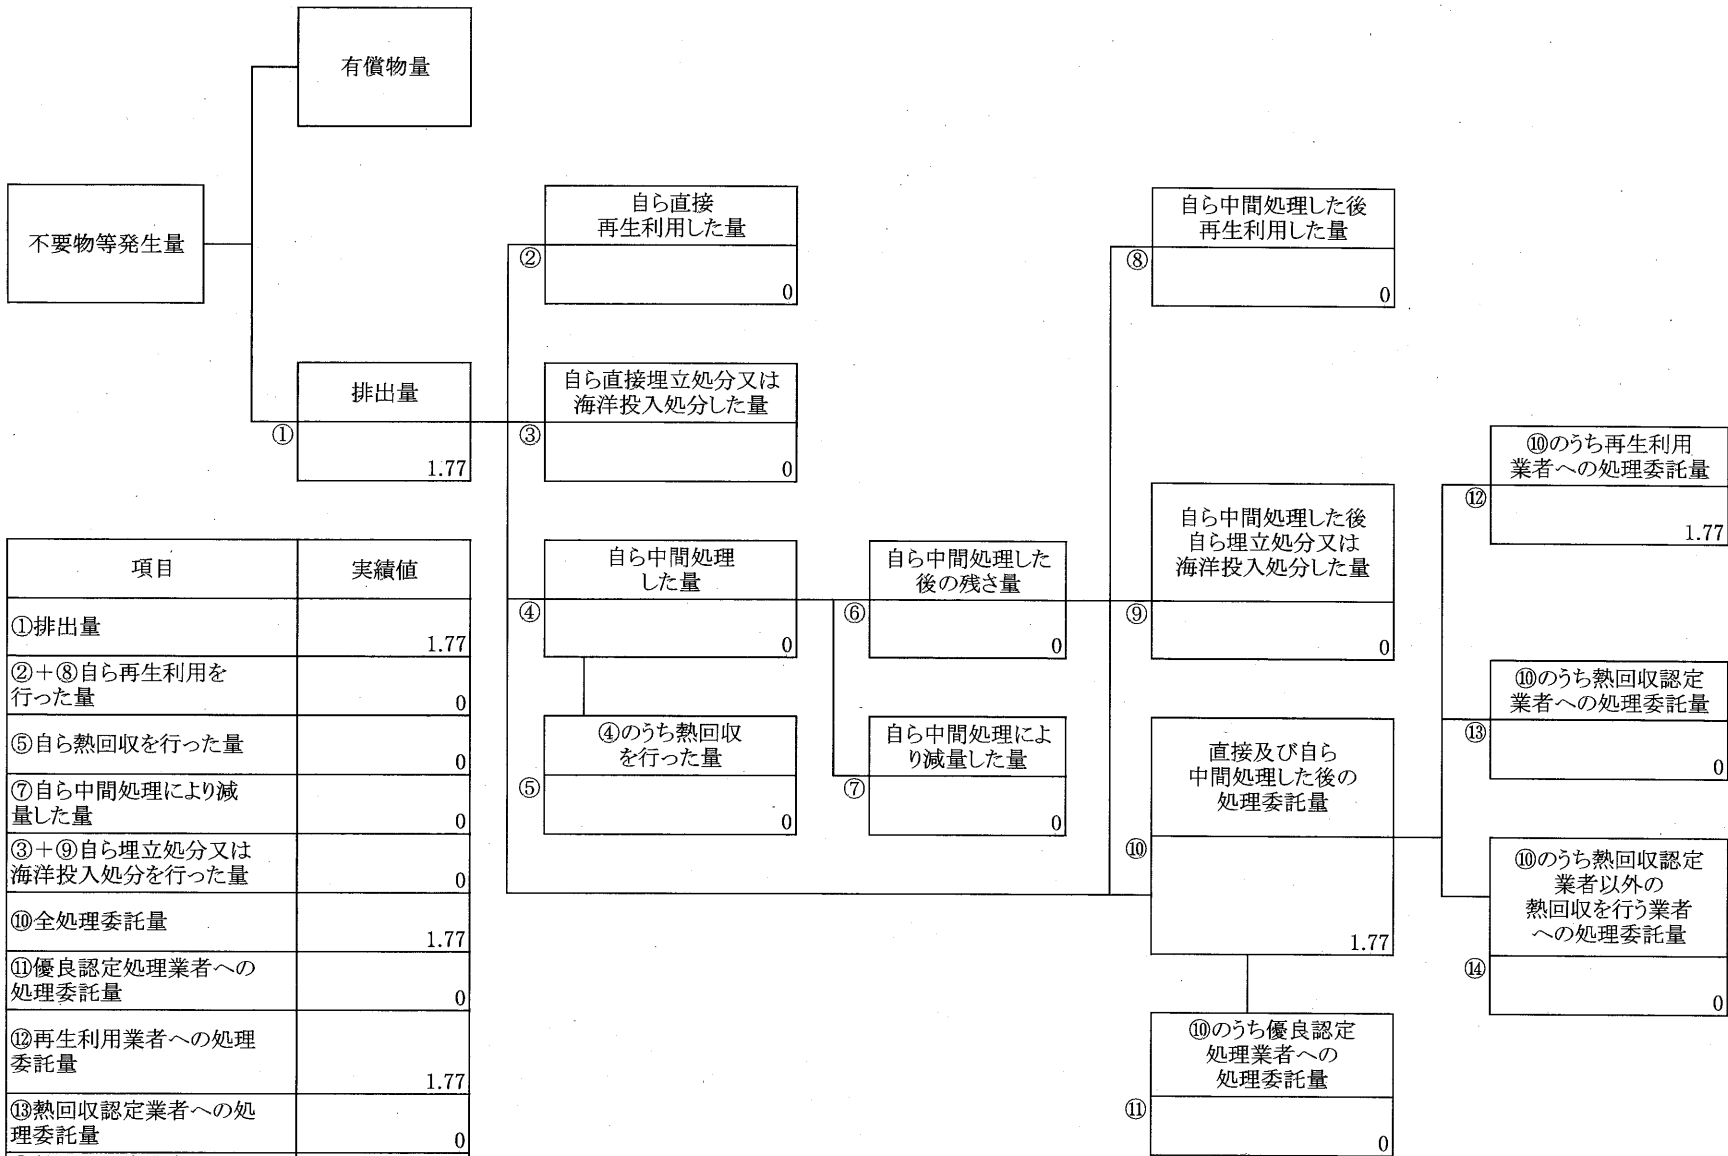 有償物量
不要物等発生量
排出量
①
1.77
自ら直接
再生利用した量
②
0
自ら直接埋立処分又は
海洋投入処分した量
③
0
自ら中間処理
した量
④
0
④のうち熱回収
を行った量
⑤
0
自ら中間処理した
後の残さ量
⑥
0
自ら中間処理によ
り減量した量
⑦
0
自ら中間処理した後
再生利用した量
⑧
0
自ら中間処理した後
自ら埋立処分又は
海洋投入処分した量
⑨
0
直接及び自ら
中間処理した後の
処理委託量
⑩
1.77
⑩のうち優良認定
処理業者への
処理委託量
⑪
0
⑩のうち再生利用
業者への処理委託量
⑫
1.77
⑩のうち熱回収認定
業者への処理委託量
⑬
0
⑩のうち熱回収認定
業者以外の
熱回収を行う業者
への処理委託量
⑭
0
項目 実績値
①排出量
1.77
②+⑧自ら再生利用を
行った量
0
⑤自ら熱回収を行った量
0
⑦自ら中間処理により減
量した量
0
③+⑨自ら埋立処分又は
海洋投入処分を行った量
0
⑩全処理委託量
1.77
⑪優良認定処理業者への
処理委託量
0
⑫再生利用業者への処理
委託量
1.77
⑬熱回収認定業者への処
理委託量
0